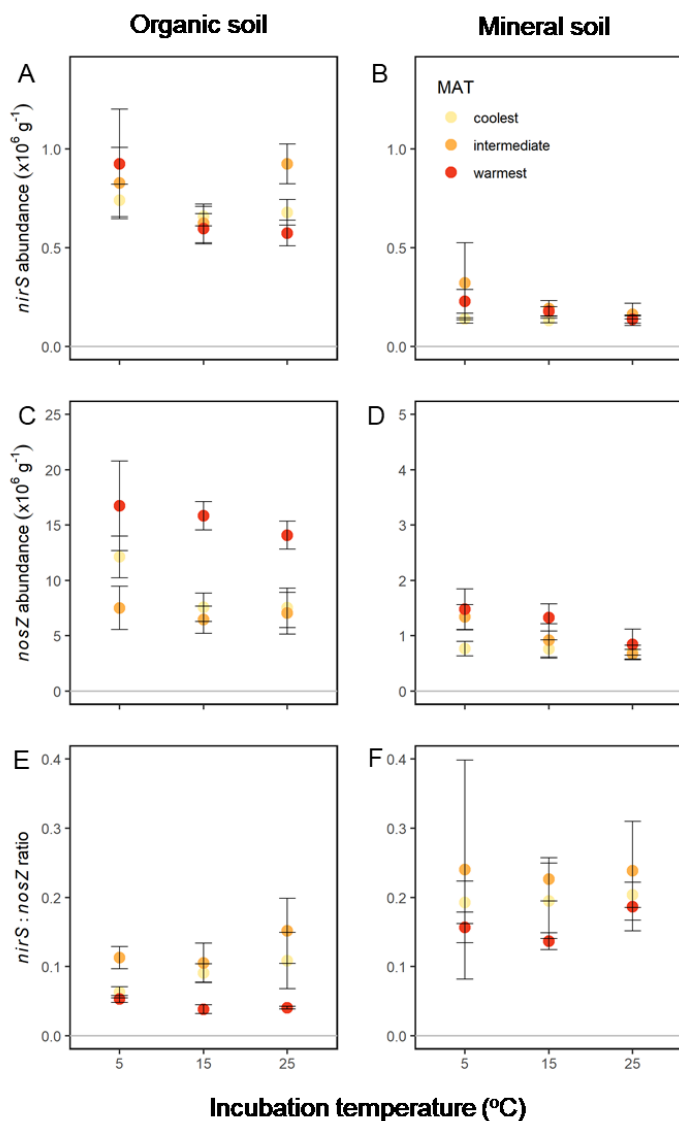 Organic soil Mineral soil
A B
MAT
coolest
intermediate
warmest
nirS abundance (x10⁶ g⁻¹)
1.0 1.0
0.5 0.5
0.0 0.0
C D
nosZ abundance (x10⁶ g⁻¹)
25 5
20 4
15 3
10 2
5 1
0 0
E F
nirS : nosZ ratio
0.4 0.4
0.3 0.3
0.2 0.2
0.1 0.1
0.0 0.0
5 15 25 5 15 25
Incubation temperature (ºC)